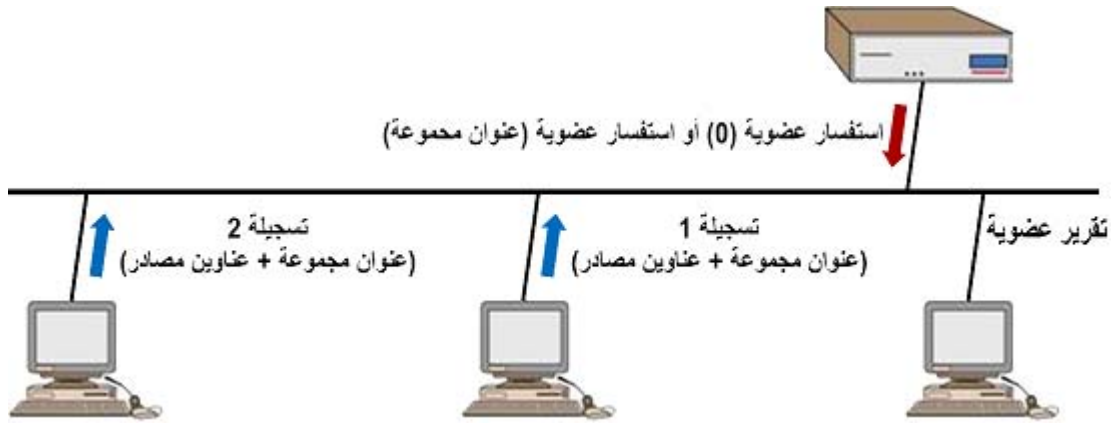 استفسار عضوية (0) أو استفسار عضوية (عنوان مجموعة)
تقرير عضوية
تسجيلة 1
(عنوان مجموعة + عناوين مصادر)
تسجيلة 2
(عنوان مجموعة + عناوين مصادر)